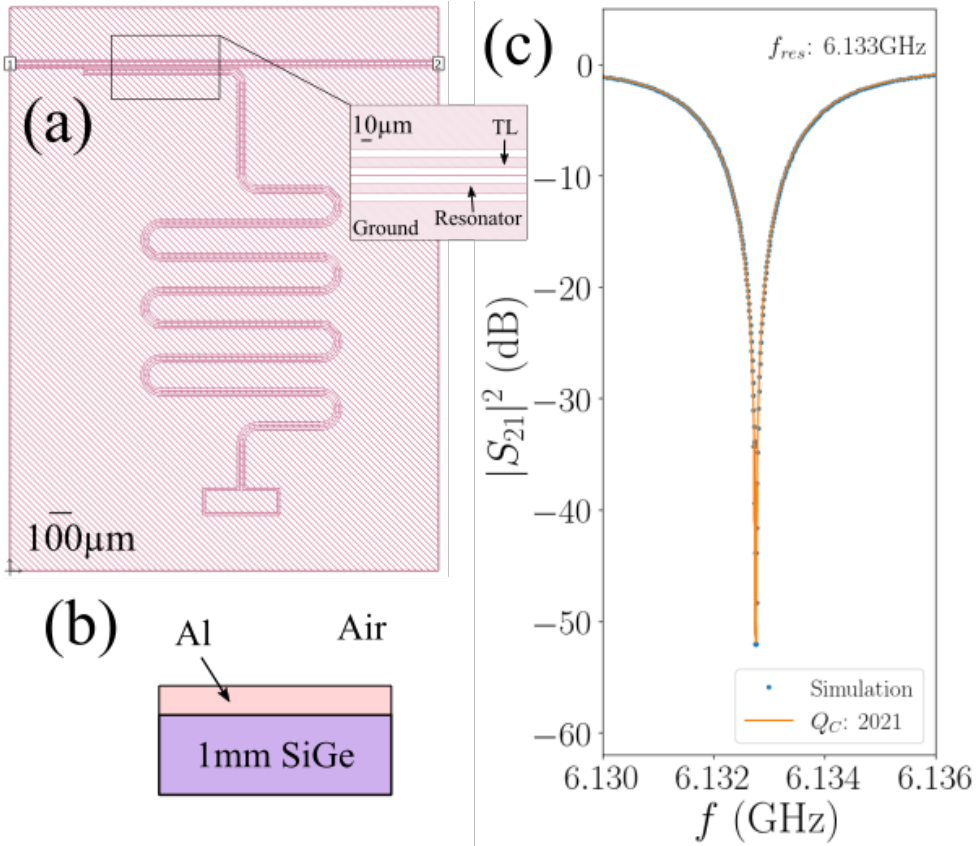 (a)
1
2
10μm
TL
Resonator
Ground
100μm
(b)
Al
Air
1mm SiGe
(c)
f_res: 6.133GHz
|S_21|^2 (dB)
0
−10
−20
−30
−40
−50
−60
Simulation
Q_C: 2021
6.130
6.132
6.134
6.136
f (GHz)